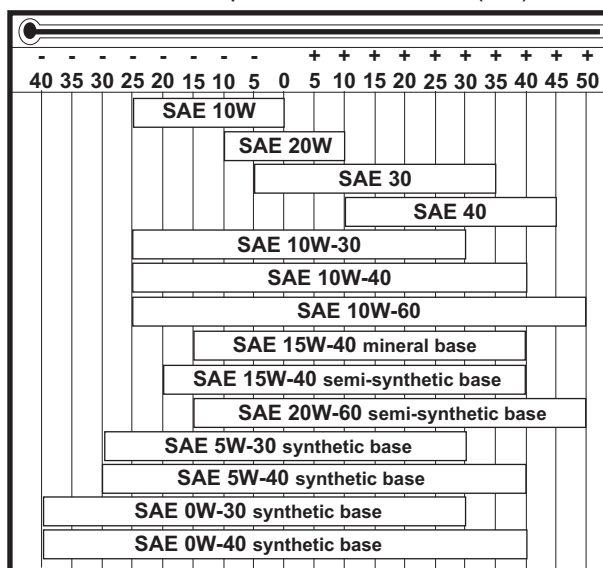 - - - - - - - - + + + + + + + + + +
40 35 30 25 20 15 10 5 0 5 10 15 20 25 30 35 40 45 50
SAE 10W
SAE 20W
SAE 30
SAE 40
SAE 10W-30
SAE 10W-40
SAE 10W-60
SAE 15W-40 mineral base
SAE 15W-40 semi-synthetic base
SAE 20W-60 semi-synthetic base
SAE 5W-30 synthetic base
SAE 5W-40 synthetic base
SAE 0W-30 synthetic base
SAE 0W-40 synthetic base